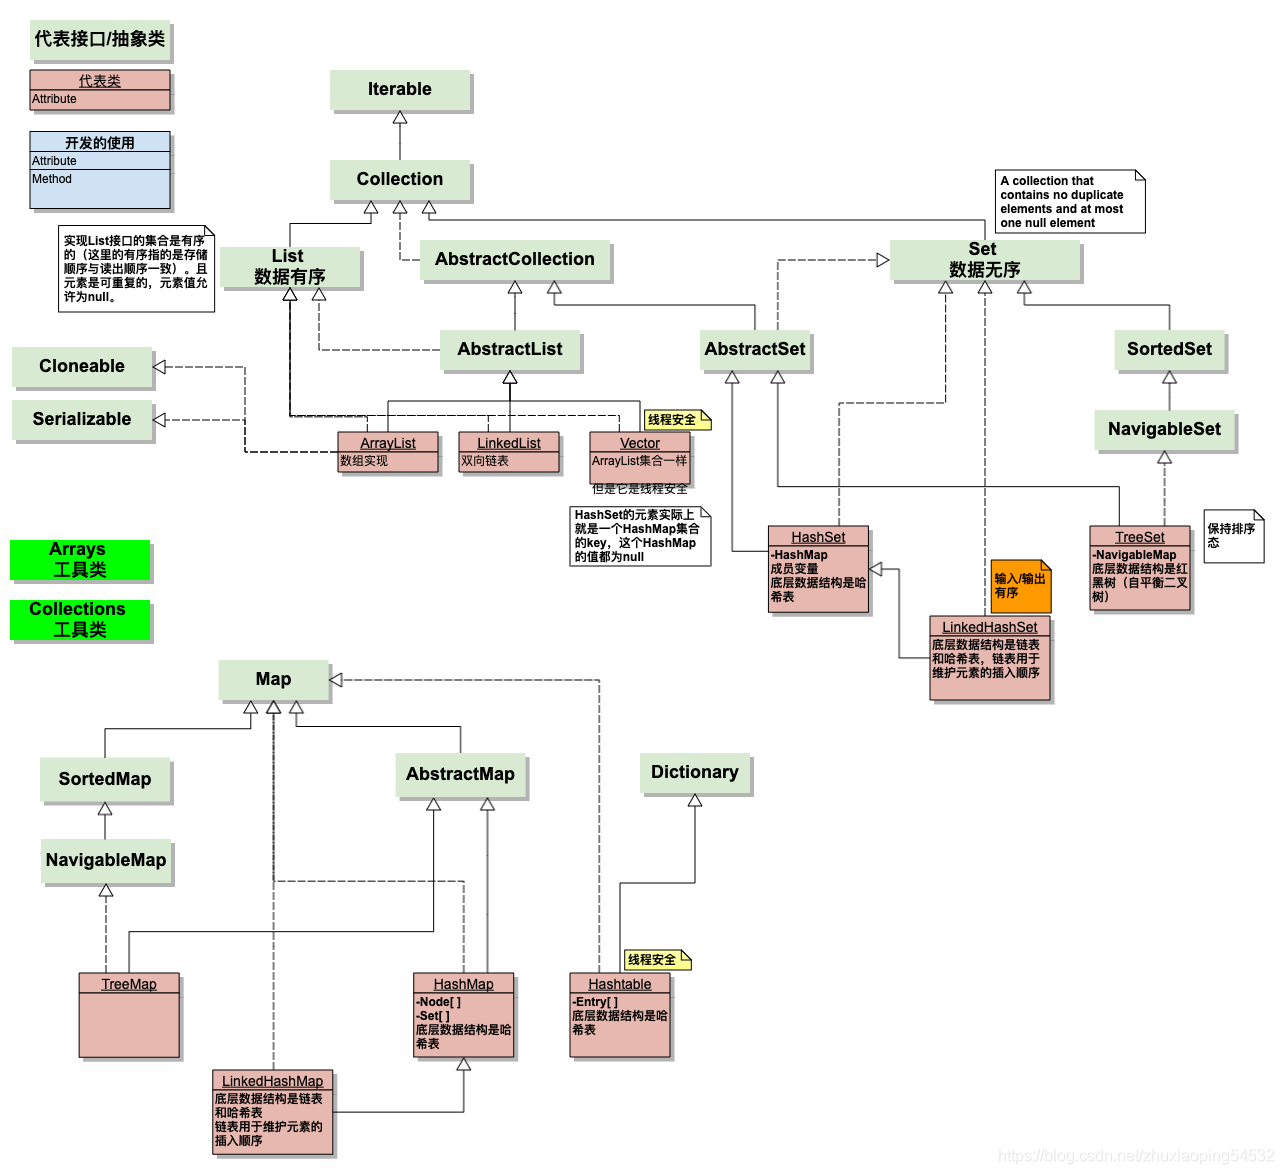 代表接口/抽象类
代表类
Attribute
开发的使用
Attribute
Method
Iterable
Collection
A collection that
contains no duplicate
elements and at most
one null element
实现List接口的集合是有序
的（这里的有序指的是存储
顺序与读出顺序一致）。且
元素是可重复的，元素值允
许为null。
List
数据有序
AbstractCollection
Set
数据无序
AbstractList
AbstractSet
SortedSet
Cloneable
Serializable
NavigableSet
线程安全
ArrayList
数组实现
LinkedList
双向链表
Vector
ArrayList集合一样
但是它是线程安全
HashSet的元素实际上
就是一个HashMap集合
的key，这个HashMap
的值都为null
HashSet
-HashMap
成员变量
底层数据结构是哈
希表
TreeSet
-NavigableMap
底层数据结构是红
黑树（自平衡二叉
树）
保持排序
态
Arrays
工具类
Collections
工具类
输入/输出
有序
LinkedHashSet
底层数据结构是链表
和哈希表，链表用于
维护元素的插入顺序
Map
SortedMap
AbstractMap
Dictionary
NavigableMap
线程安全
TreeMap
HashMap
-Node[ ]
-Set[ ]
底层数据结构是哈
希表
Hashtable
-Entry[ ]
底层数据结构是哈
希表
LinkedHashMap
底层数据结构是链表
和哈希表
链表用于维护元素的
插入顺序
https://blog.csdn.net/zhuxiaoping54532